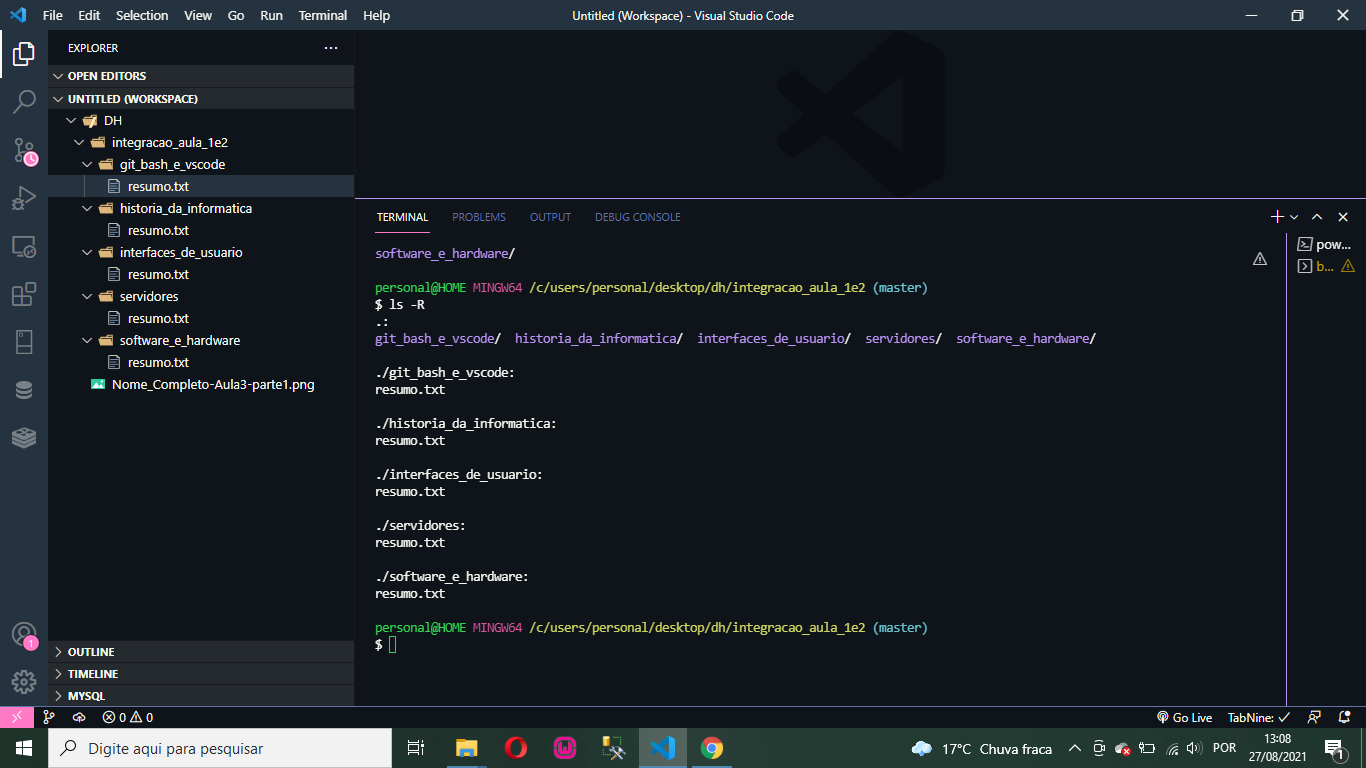 File Edit Selection View Go Run Terminal Help Untitled (Workspace) - Visual Studio Code
EXPLORER
OPEN EDITORS
UNTITLED (WORKSPACE)
DH
integracao_aula_1e2
git_bash_e_vscode
resumo.txt
historia_da_informatica
resumo.txt
interfaces_de_usuario
resumo.txt
servidores
resumo.txt
software_e_hardware
resumo.txt
Nome_Completo-Aula3-parte1.png
OUTLINE
TIMELINE
MYSQL
TERMINAL PROBLEMS OUTPUT DEBUG CONSOLE
pow...
b...
software_e_hardware/
personal@HOME MINGW64 /c/users/personal/desktop/dh/integracao_aula_1e2 (master)
$ ls -R
.:
git_bash_e_vscode/ historia_da_informatica/ interfaces_de_usuario/ servidores/ software_e_hardware/
./git_bash_e_vscode:
resumo.txt
./historia_da_informatica:
resumo.txt
./interfaces_de_usuario:
resumo.txt
./servidores:
resumo.txt
./software_e_hardware:
resumo.txt
personal@HOME MINGW64 /c/users/personal/desktop/dh/integracao_aula_1e2 (master)
$
1
0 0 Go Live TabNine:
Digite aqui para pesquisar
17°C Chuva fraca POR
13:08
27/08/2021
1